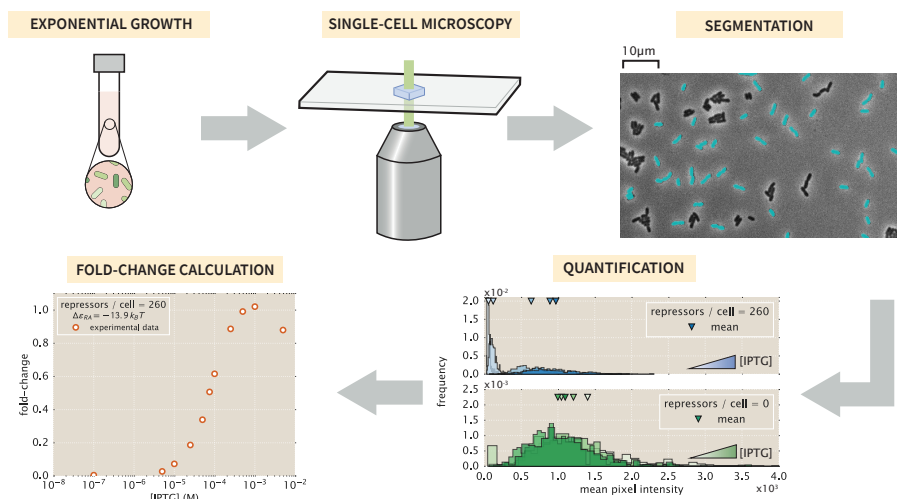 EXPONENTIAL GROWTH
SINGLE-CELL MICROSCOPY
SEGMENTATION
10μm
FOLD-CHANGE CALCULATION
repressors / cell = 260
Δε_RA = −13.9 k_BT
experimental data
1.0
0.8
0.6
0.4
0.2
0.0
fold-change
10⁻⁸ 10⁻⁷ 10⁻⁶ 10⁻⁵ 10⁻⁴ 10⁻³ 10⁻²
[IPTG] (M)
QUANTIFICATION
×10⁻²
2.0
1.5
1.0
0.5
0.0
repressors / cell = 260
mean
[IPTG]
frequency
×10⁻³
2.5
2.0
1.5
1.0
0.5
0.0
repressors / cell = 0
mean
[IPTG]
0.0 0.5 1.0 1.5 2.0 2.5 3.0 3.5 4.0
mean pixel intensity
×10³